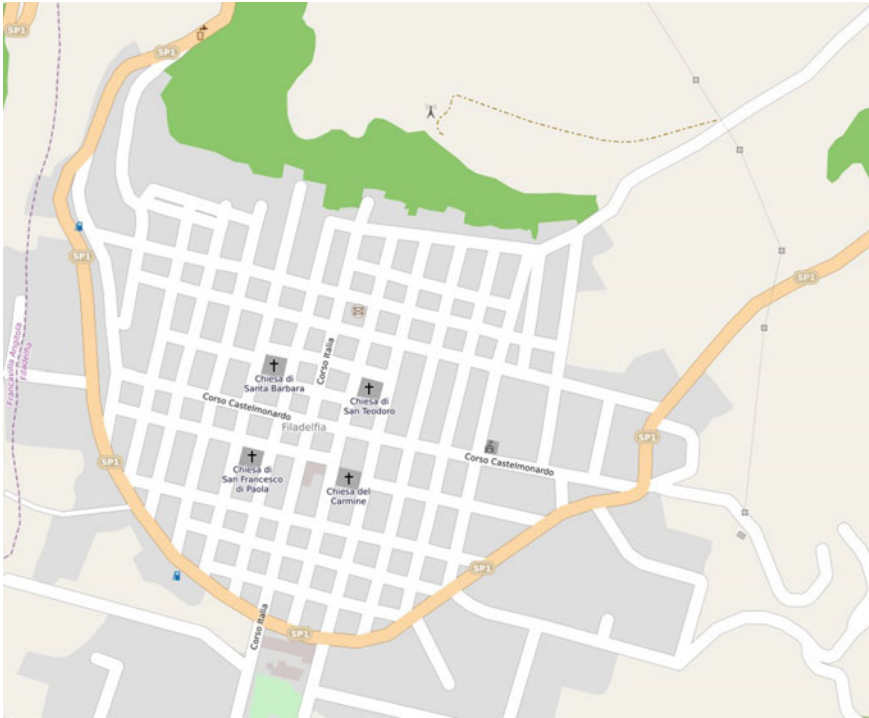 SP1
SP1
SP1
SP1
Corso Italia
Francavilla Angitola
Filadelfia
Chiesa di
Santa Barbara
Chiesa di
San Teodoro
Corso Castelmonardo
Filadelfia
SP1
Chiesa di
San Francesco
di Paola
Corso Castelmonardo
SP1
Chiesa del
Carmine
SP1
Corso Italia
SP1